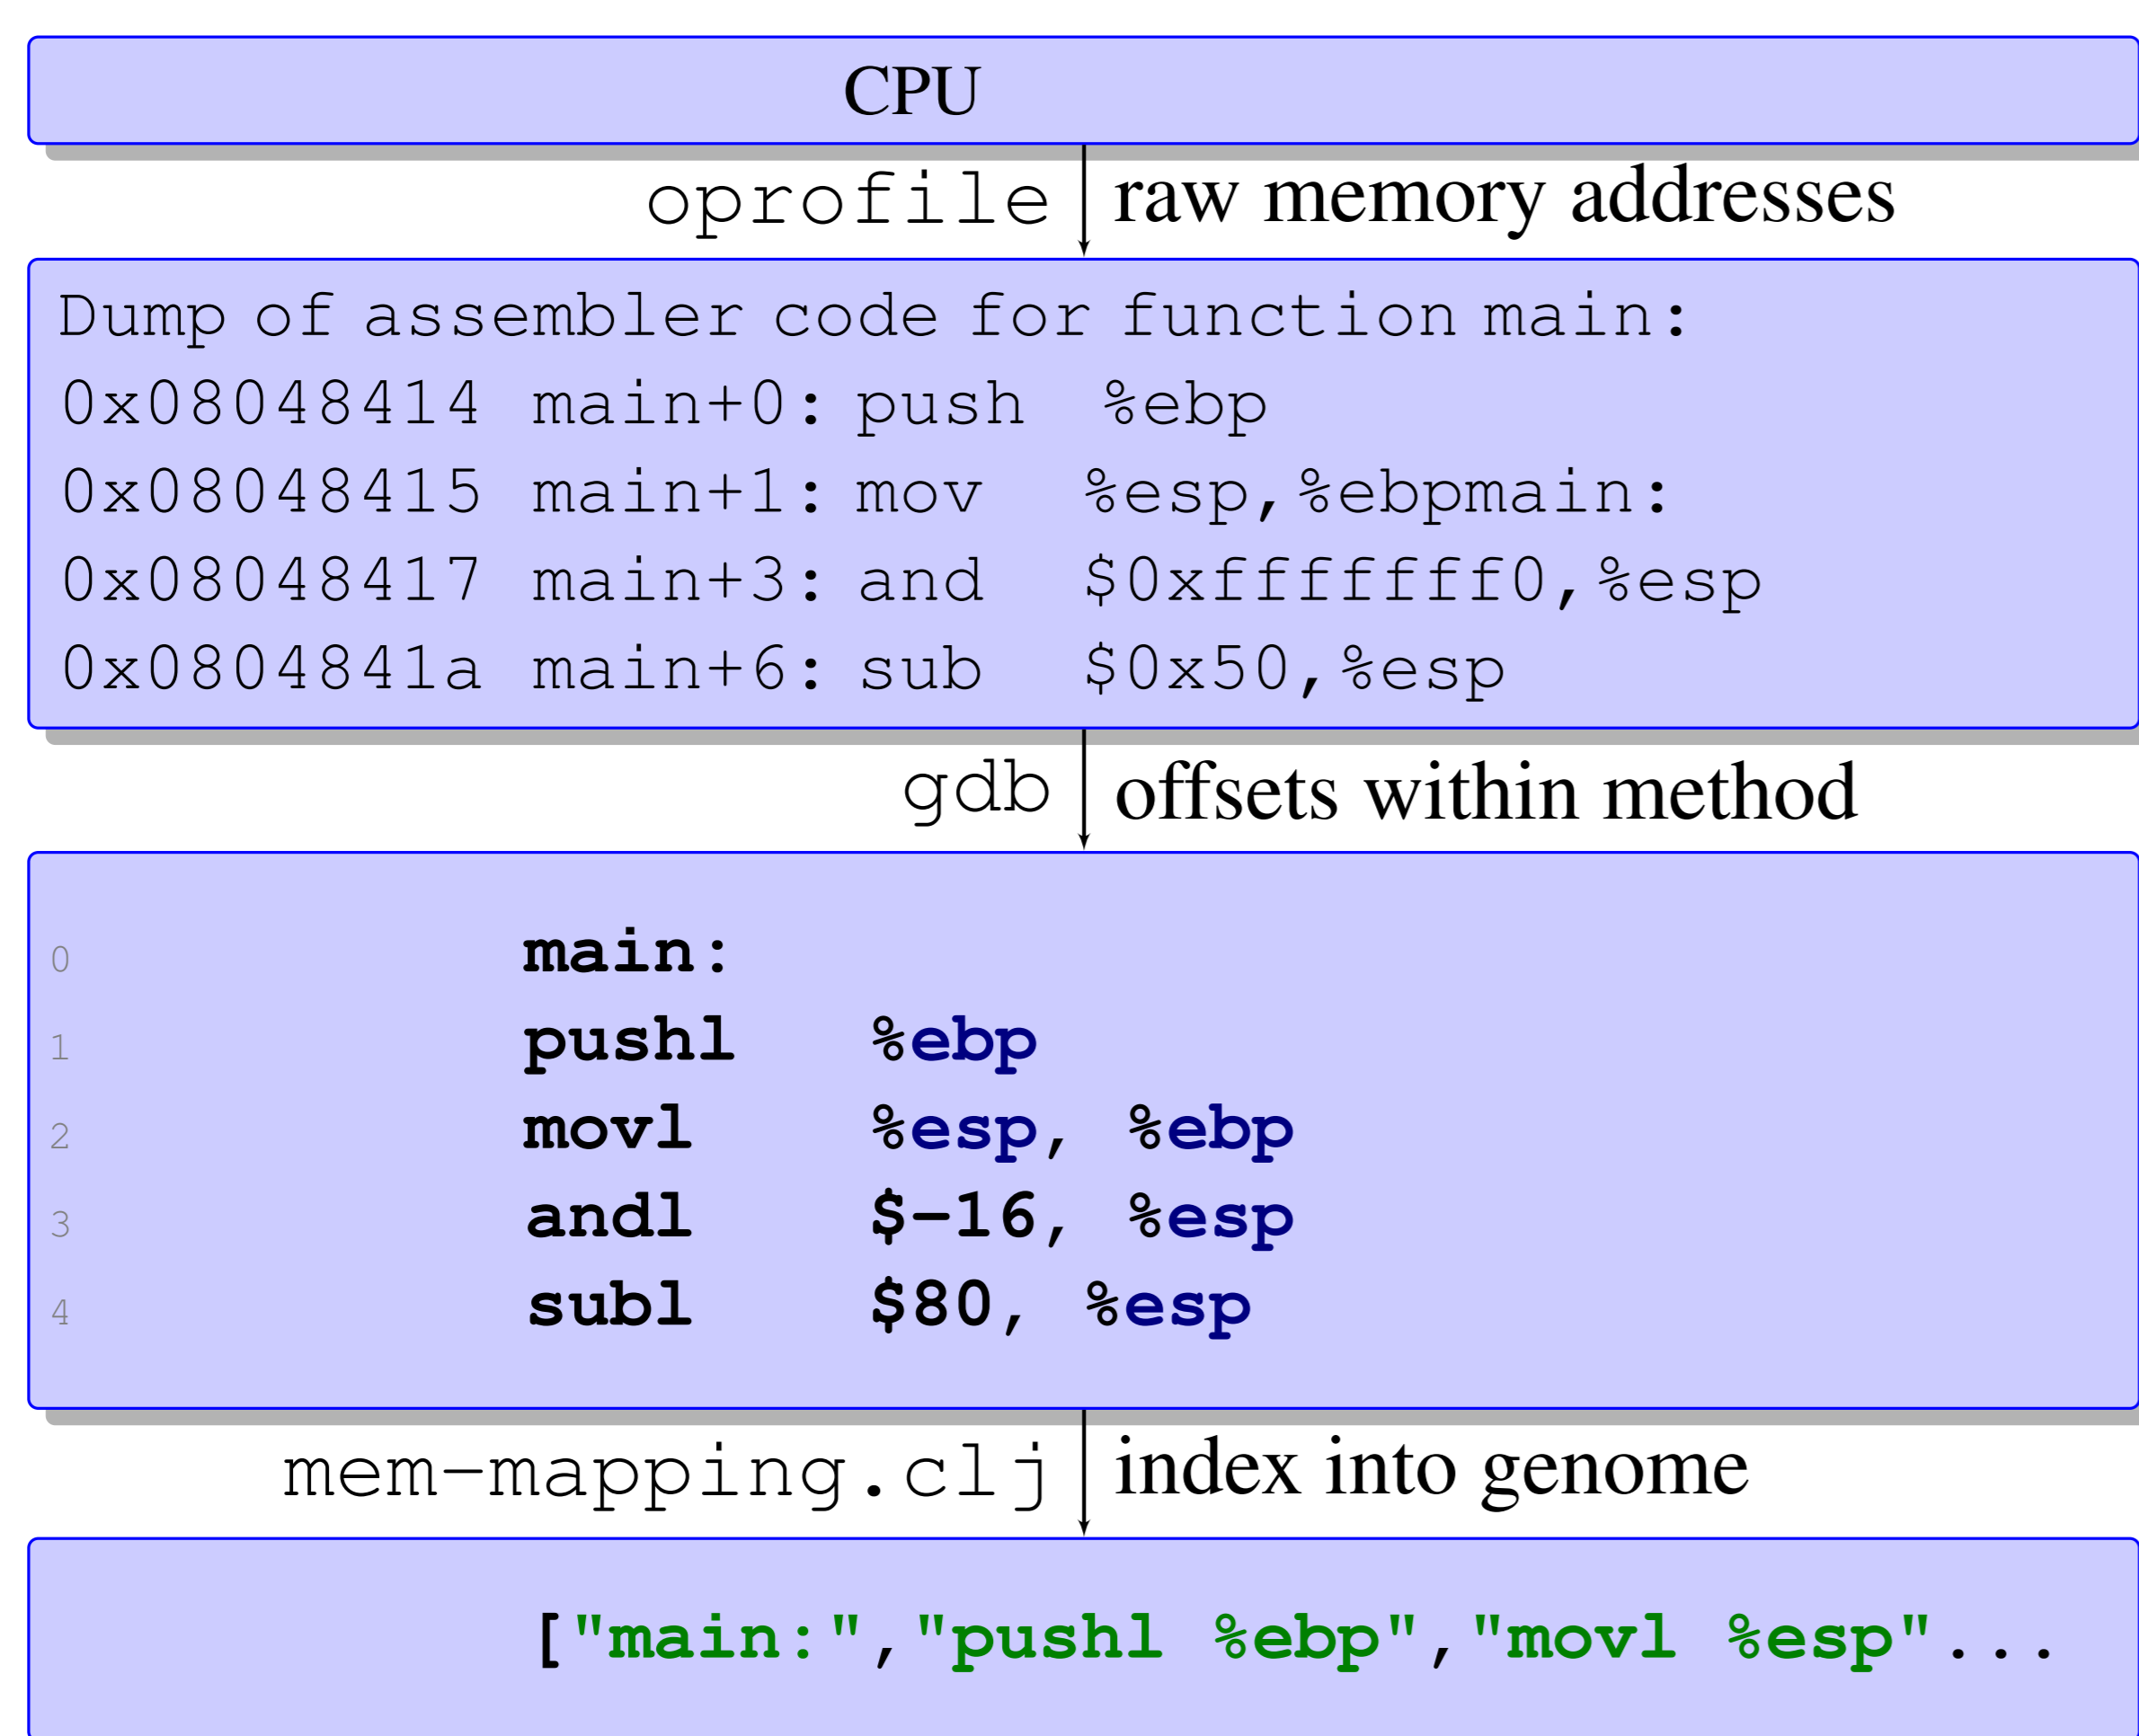 CPU
oprofile raw memory addresses
Dump of assembler code for function main:
0x08048414 main+0: push %ebp
0x08048415 main+1: mov %esp,%ebpmain:
0x08048417 main+3: and $0xfffffff0,%esp
0x0804841a main+6: sub $0x50,%esp
gdb offsets within method
0 main:
1 pushl %ebp
2 movl %esp, %ebp
3 andl $-16, %esp
4 subl $80, %esp
mem-mapping.clj index into genome
["main:","pushl %ebp","movl %esp"...